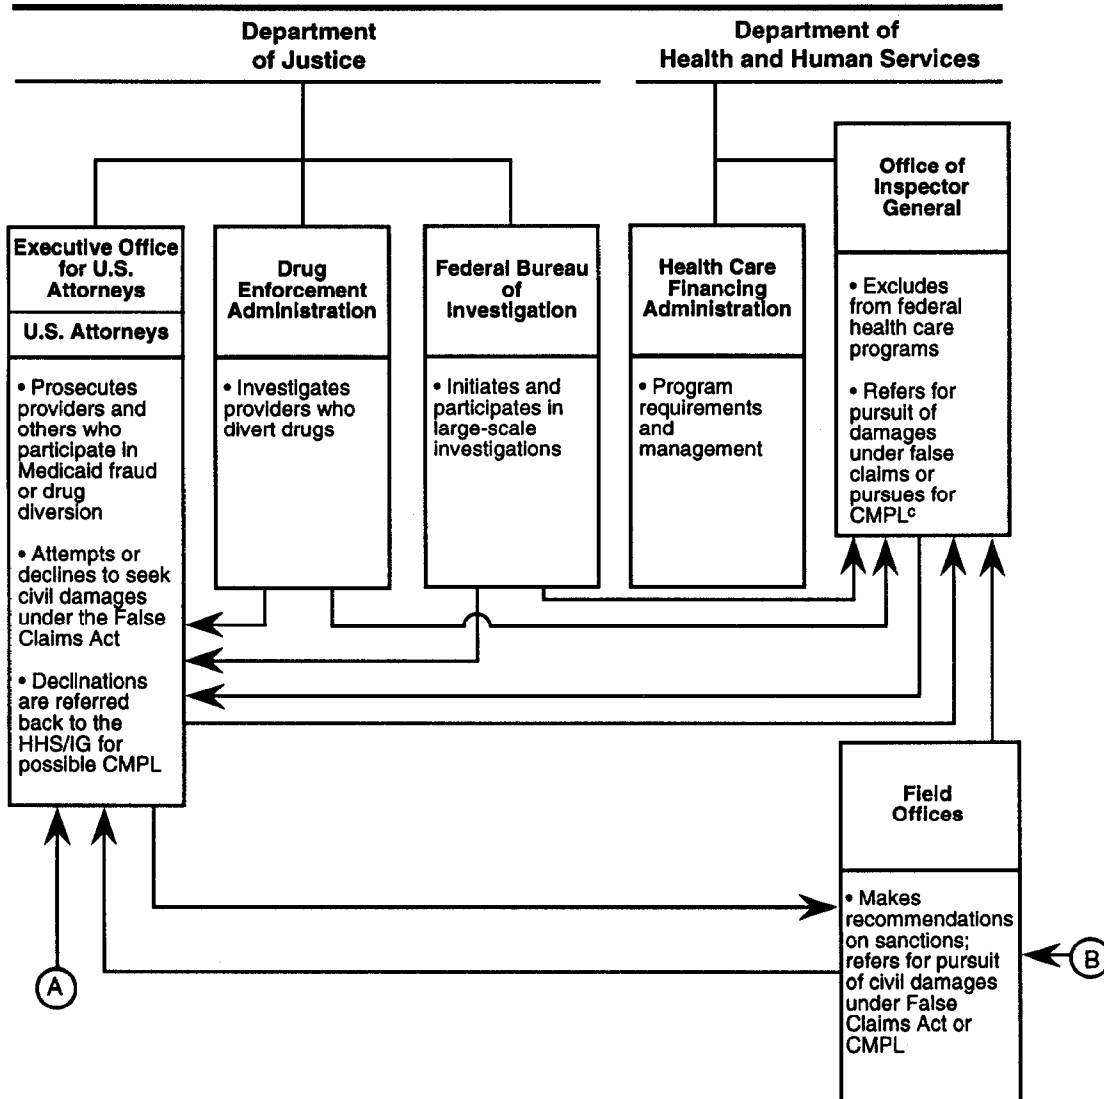 Department
of Justice
Department of
Health and Human Services
Office of
Inspector
General
• Excludes
from federal
health care
programs
• Refers for
pursuit of
damages
under false
claims or
pursues for
CMPLᶜ
Executive Office
for U.S.
Attorneys
U.S. Attorneys
• Prosecutes
providers and
others who
participate in
Medicaid fraud
or drug
diversion
• Attempts or
declines to seek
civil damages
under the False
Claims Act
• Declinations
are referred
back to the
HHS/IG for
possible CMPL
Drug
Enforcement
Administration
• Investigates
providers who
divert drugs
Federal Bureau
of
Investigation
• Initiates and
participates in
large-scale
investigations
Health Care
Financing
Administration
• Program
requirements
and
management
Field
Offices
• Makes
recommendations
on sanctions;
refers for pursuit
of civil damages
under False
Claims Act or
CMPL
A
B